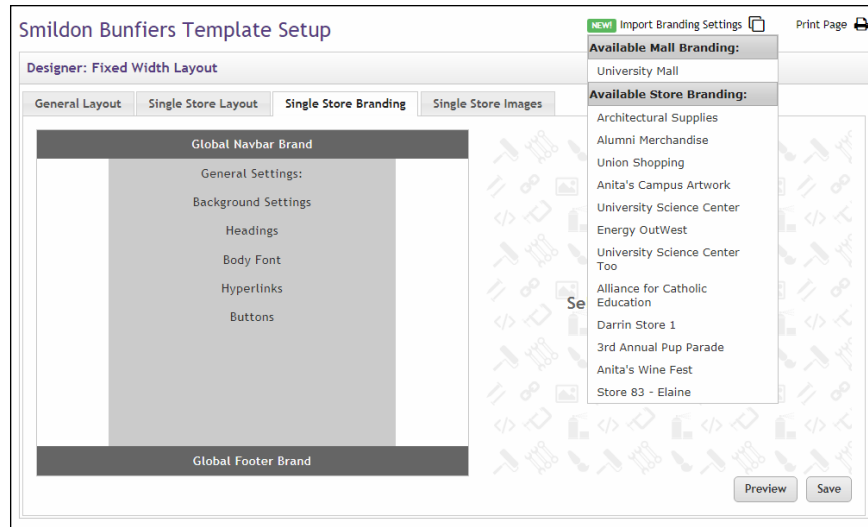 Smildon Bunfiers Template Setup
NEW! Import Branding Settings
Print Page
Available Mall Branding:
University Mall
Available Store Branding:
Architectural Supplies
Alumni Merchandise
Union Shopping
Anita's Campus Artwork
University Science Center
Energy OutWest
University Science Center
Too
Alliance for Catholic
Education
Darrin Store 1
3rd Annual Pup Parade
Anita's Wine Fest
Store 83 - Elaine
Designer: Fixed Width Layout
General Layout
Single Store Layout
Single Store Branding
Single Store Images
Global Navbar Brand
General Settings:
Background Settings
Headings
Body Font
Hyperlinks
Buttons
Global Footer Brand
Se
Preview
Save